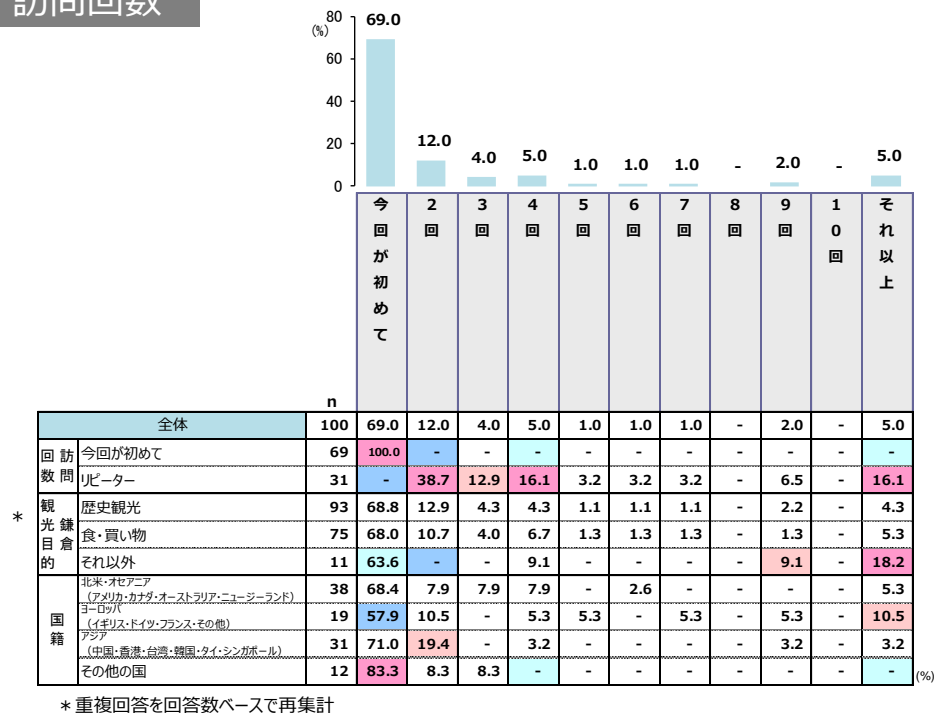 訪問回数
(%)
80
60
40
20
0
69.0 12.0 4.0 5.0 1.0 1.0 1.0 - 2.0 - 5.0
今回が初めて 2回 3回 4回 5回 6回 7回 8回 9回 10回 それ以上
n
全体 100 69.0 12.0 4.0 5.0 1.0 1.0 1.0 - 2.0 - 5.0
訪問回数
今回が初めて 69 100.0 - - - - - - - - - -
リピーター 31 - 38.7 12.9 16.1 3.2 3.2 3.2 - 6.5 - 16.1
*
鎌倉観光目的
歴史観光 93 68.8 12.9 4.3 4.3 1.1 1.1 1.1 - 2.2 - 4.3
食・買い物 75 68.0 10.7 4.0 6.7 1.3 1.3 1.3 - 1.3 - 5.3
それ以外 11 63.6 - - 9.1 - - - - 9.1 - 18.2
国籍
北米・オセアニア
(アメリカ・カナダ・オーストラリア・ニュージーランド) 38 68.4 7.9 7.9 7.9 - 2.6 - - - - 5.3
ヨーロッパ
(イギリス・ドイツ・フランス・その他) 19 57.9 10.5 - 5.3 5.3 - 5.3 - 5.3 - 10.5
アジア
(中国・香港・台湾・韓国・タイ・シンガポール) 31 71.0 19.4 - 3.2 - - - - 3.2 - 3.2
その他の国 12 83.3 8.3 8.3 - - - - - - - -
(%)
*重複回答を回答数ベースで再集計